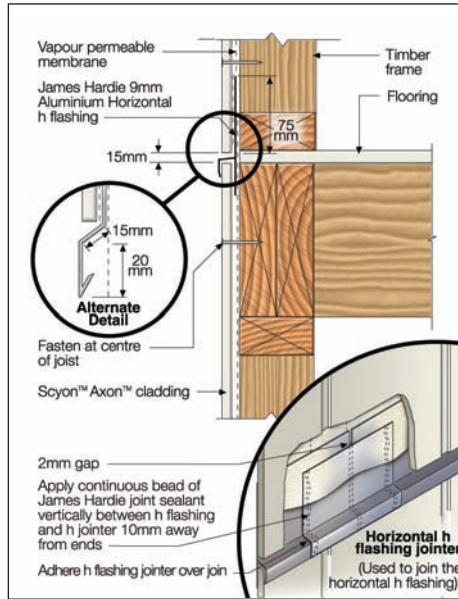 Vapour permeable
membrane
James Hardie 9mm
Aluminium Horizontal
h flashing
15mm
Timber
frame
Flooring
75
mm
15mm
20
mm
Alternate
Detail
Fasten at centre
of joist
Scyon™ Axon™ cladding
2mm gap
Apply continuous bead of
James Hardie joint sealant
vertically between h flashing
and h jointer 10mm away
from ends
Adhere h flashing jointer over join
Horizontal h
flashing jointer
(Used to join the
horizontal h flashing)